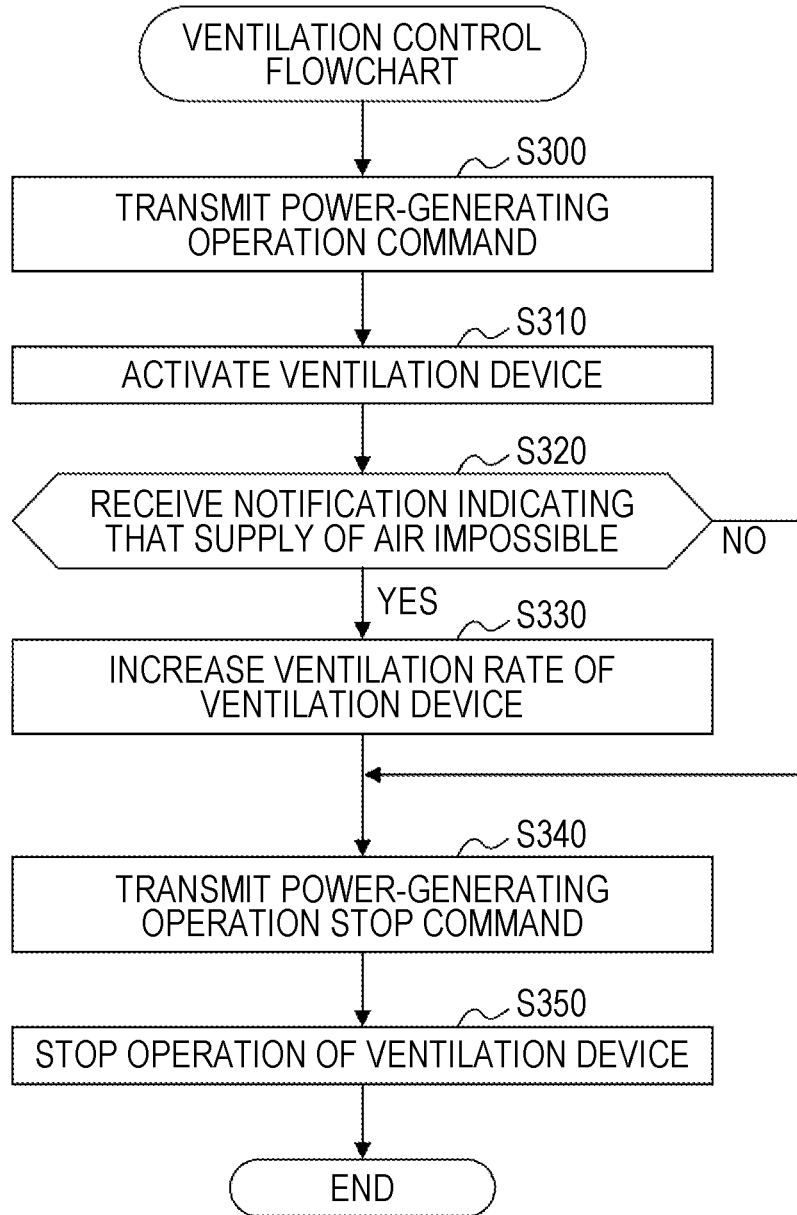 VENTILATION CONTROL
FLOWCHART
S300
TRANSMIT POWER-GENERATING
OPERATION COMMAND
S310
ACTIVATE VENTILATION DEVICE
S320
RECEIVE NOTIFICATION INDICATING
THAT SUPPLY OF AIR IMPOSSIBLE
NO
YES
S330
INCREASE VENTILATION RATE OF
VENTILATION DEVICE
S340
TRANSMIT POWER-GENERATING
OPERATION STOP COMMAND
S350
STOP OPERATION OF VENTILATION DEVICE
END